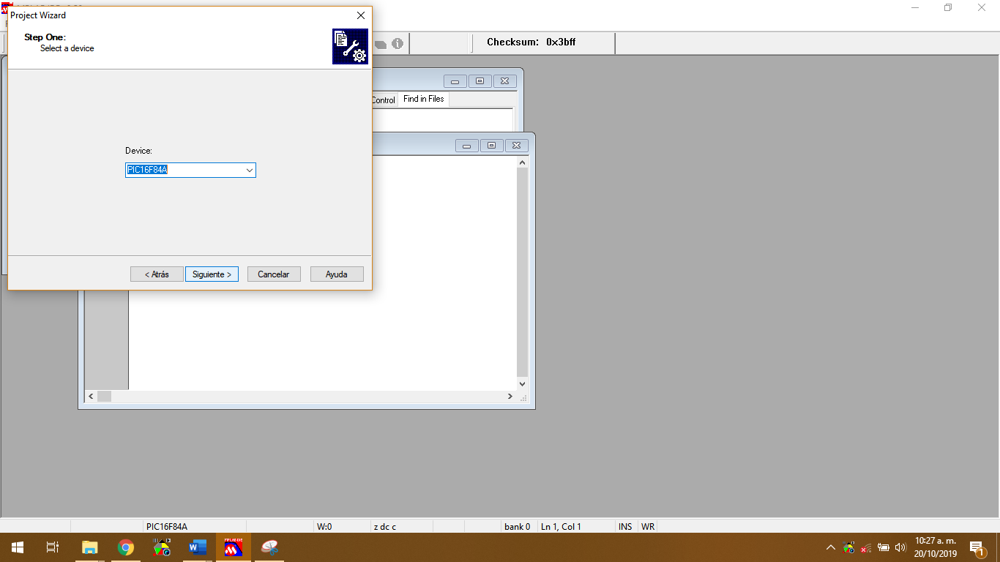 Project Wizard
Step One:
Select a device
Checksum: 0x3bff
Control
Find in Files
Device:
PIC16F84A
< Atrás
Siguiente >
Cancelar
Ayuda
PIC16F84A
W:0
z dc c
bank 0
Ln 1, Col 1
INS
WR
10:27 a. m.
20/10/2019
1